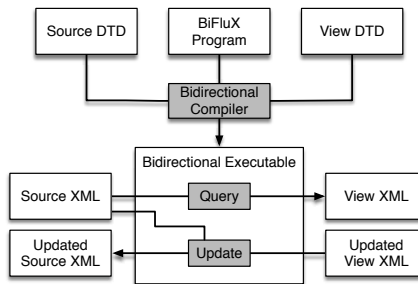 Source DTD
BiFluX
Program
View DTD
Bidirectional
Compiler
Bidirectional Executable
Source XML
Query
View XML
Updated
Source XML
Update
Updated
View XML